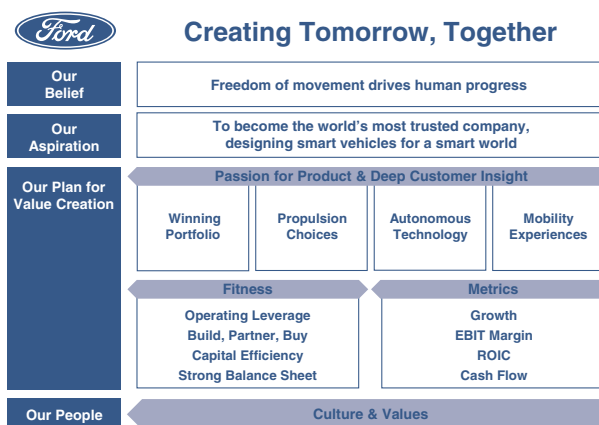 Ford
Creating Tomorrow, Together
Our
Belief
Freedom of movement drives human progress
Our
Aspiration
To become the world's most trusted company,
designing smart vehicles for a smart world
Our Plan for
Value Creation
Passion for Product & Deep Customer Insight
Winning
Portfolio
Propulsion
Choices
Autonomous
Technology
Mobility
Experiences
Fitness
Operating Leverage
Build, Partner, Buy
Capital Efficiency
Strong Balance Sheet
Metrics
Growth
EBIT Margin
ROIC
Cash Flow
Our People
Culture & Values